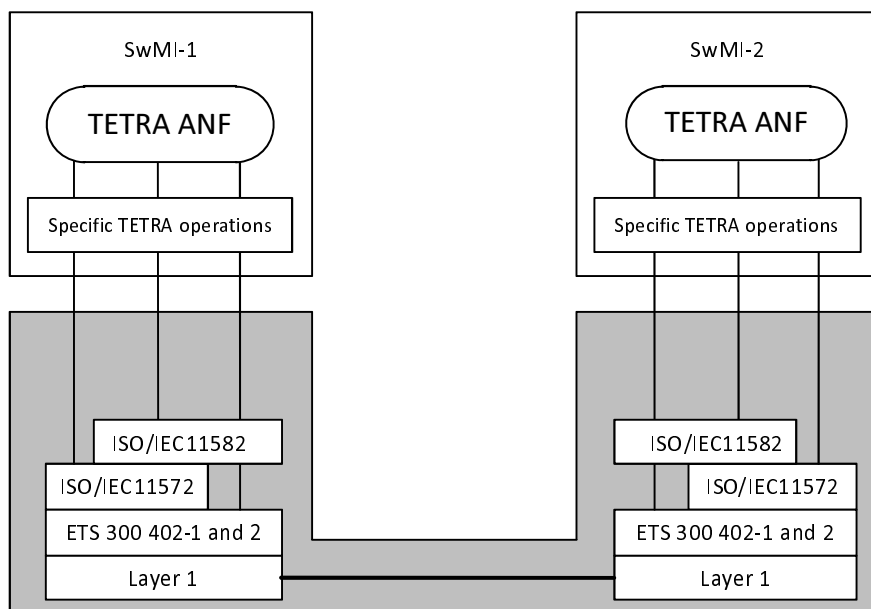 SwMI-1
TETRA ANF
Specific TETRA operations
ISO/IEC11582
ISO/IEC11572
ETS 300 402-1 and 2
Layer 1
SwMI-2
TETRA ANF
Specific TETRA operations
ISO/IEC11582
ISO/IEC11572
ETS 300 402-1 and 2
Layer 1